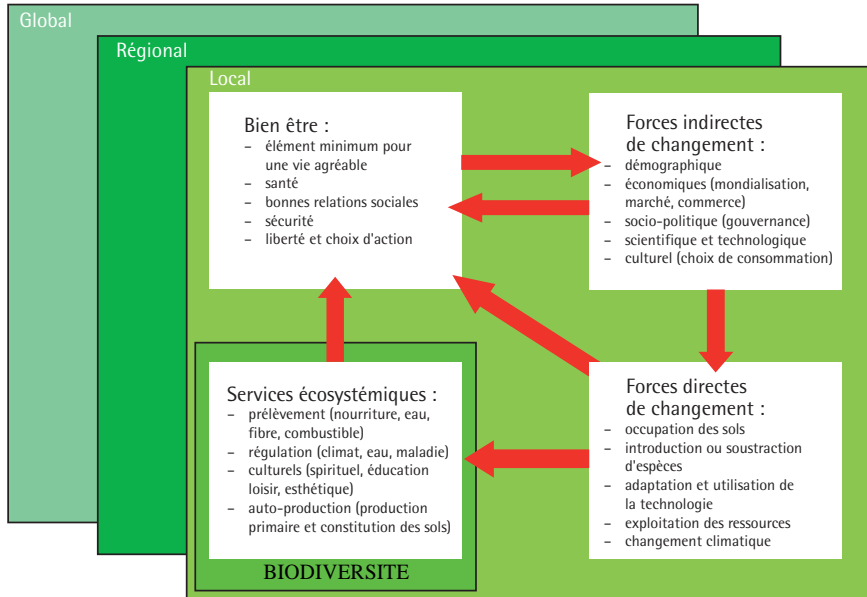 Global
Régional
Local
Bien être :
– élément minimum pour
une vie agréable
– santé
– bonnes relations sociales
– sécurité
– liberté et choix d'action
Forces indirectes
de changement :
– démographique
– économiques (mondialisation,
marché, commerce)
– socio-politique (gouvernance)
– scientifique et technologique
– culturel (choix de consommation)
Services écosystémiques :
– prélèvement (nourriture, eau,
fibre, combustible)
– régulation (climat, eau, maladie)
– culturels (spirituel, éducation
loisir, esthétique)
– auto-production (production
primaire et constitution des sols)
BIODIVERSITE
Forces directes
de changement :
– occupation des sols
– introduction ou soustraction
d'espèces
– adaptation et utilisation de
la technologie
– exploitation des ressources
– changement climatique